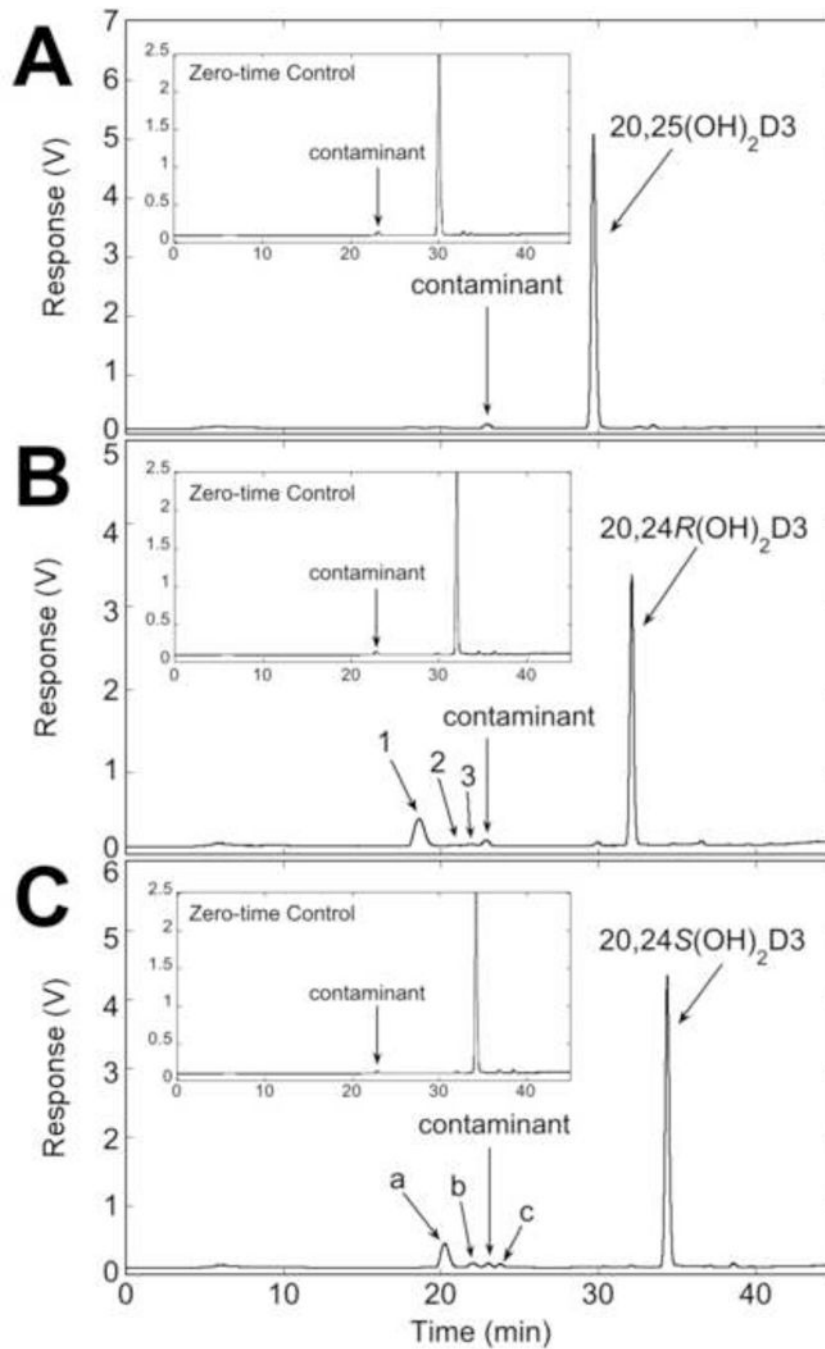 A
7
6
5
4
3
2
1
0
Response (V)
Zero-time Control
2.5
2
1.5
1
0.5
0
0 10 20 30 40
contaminant
contaminant
20,25(OH)₂D3
B
5
4
3
2
1
0
Response (V)
Zero-time Control
2.5
2
1.5
1
0.5
0
0 10 20 30 40
contaminant
contaminant
1
2
3
20,24R(OH)₂D3
C
6
5
4
3
2
1
0
Response (V)
Zero-time Control
2.5
2
1.5
1
0.5
0
0 10 20 30 40
contaminant
contaminant
a
b
c
20,24S(OH)₂D3
0 10 20 30 40
Time (min)